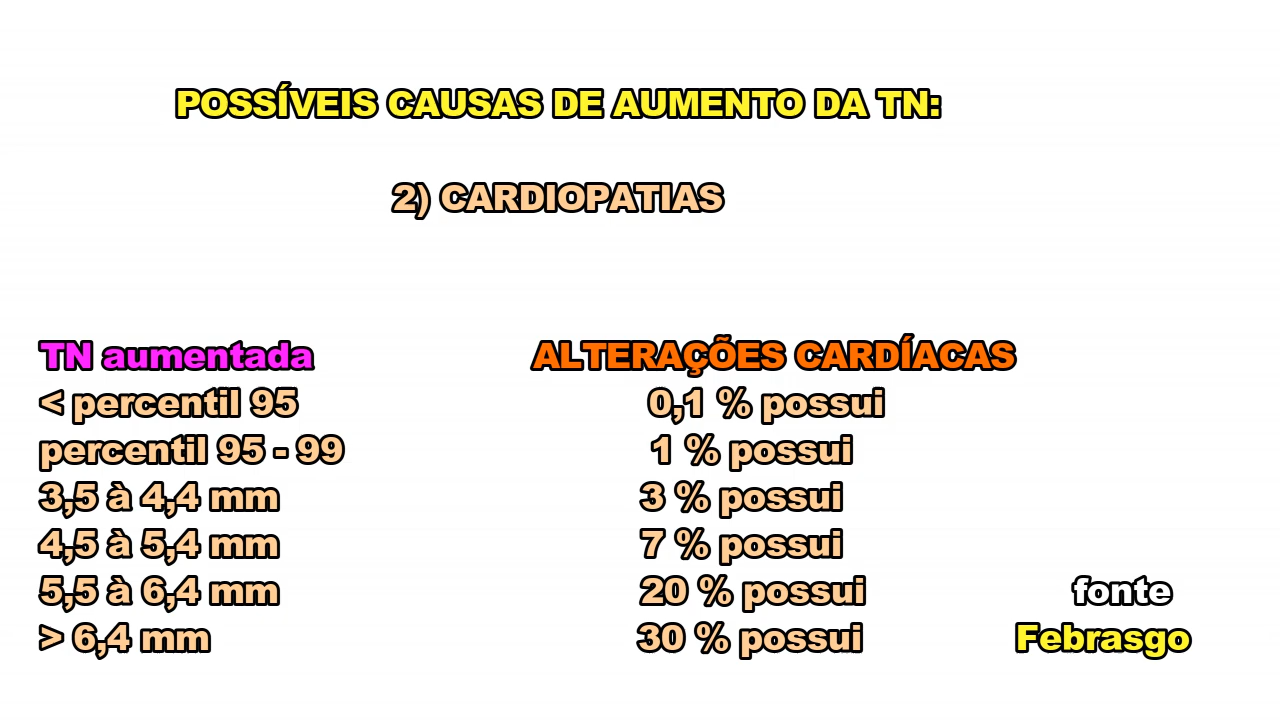 POSSÍVEIS CAUSAS DE AUMENTO DA TN:
2) CARDIOPATIAS
TN aumentada ALTERAÇÕES CARDÍACAS
< percentil 95 0,1 % possui
percentil 95 - 99 1 % possui
3,5 à 4,4 mm 3 % possui
4,5 à 5,4 mm 7 % possui
5,5 à 6,4 mm 20 % possui fonte
> 6,4 mm 30 % possui Febrasgo